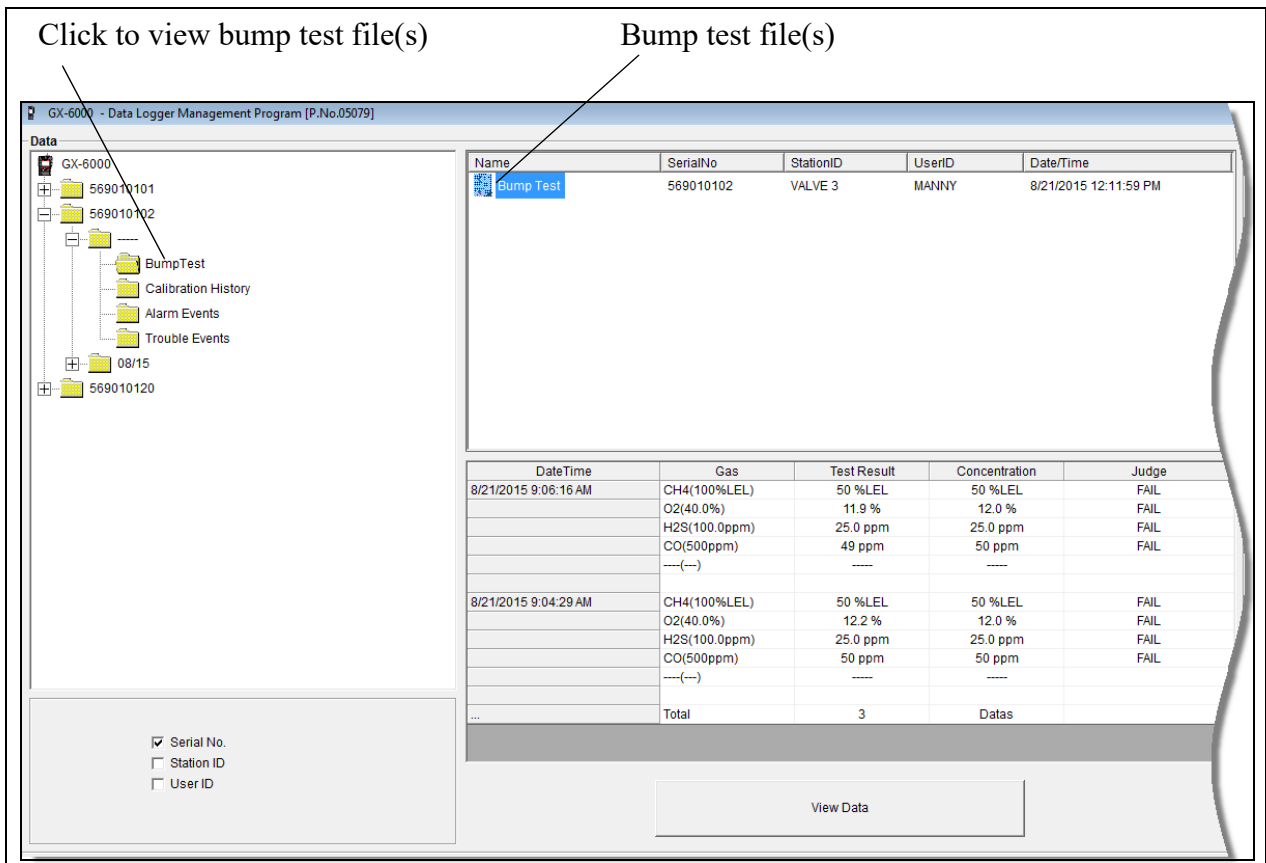 Click to view bump test file(s) Bump test file(s)
GX-6000 - Data Logger Management Program [P.No.05079]
Data
GX-6000
569010101
569010102
-----
BumpTest
Calibration History
Alarm Events
Trouble Events
08/15
569010120
Name SerialNo StationID UserID Date/Time
Bump Test 569010102 VALVE 3 MANNY 8/21/2015 12:11:59 PM
DateTime Gas Test Result Concentration Judge
8/21/2015 9:06:16 AM CH4(100%LEL) 50 %LEL 50 %LEL FAIL
O2(40.0%) 11.9 % 12.0 % FAIL
H2S(100.0ppm) 25.0 ppm 25.0 ppm FAIL
CO(500ppm) 49 ppm 50 ppm FAIL
----(---) ----- -----
8/21/2015 9:04:29 AM CH4(100%LEL) 50 %LEL 50 %LEL FAIL
O2(40.0%) 12.2 % 12.0 % FAIL
H2S(100.0ppm) 25.0 ppm 25.0 ppm FAIL
CO(500ppm) 50 ppm 50 ppm FAIL
----(---) ----- -----
... Total 3 Datas
Serial No.
Station ID
User ID
View Data